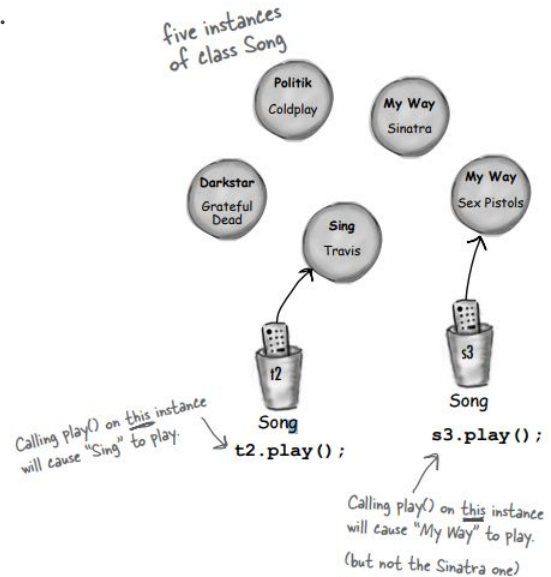 five instances
of class Song
Politik
Coldplay
My Way
Sinatra
Darkstar
Grateful
Dead
Sing
Travis
My Way
Sex Pistols
t2
Song
t2.play();
s3
Song
s3.play();
Calling play() on this instance
will cause "Sing" to play.
Calling play() on this instance
will cause "My Way" to play.
(but not the Sinatra one)